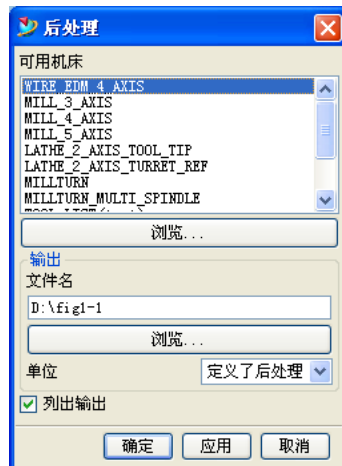 后处理
可用机床
WIRE_EDM_4_AXIS
MILL_3_AXIS
MILL_4_AXIS
MILL_5_AXIS
LATHE_2_AXIS_TOOL_TIP
LATHE_2_AXIS_TURRET_REF
MILLTURN
MILLTURN_MULTI_SPINDLE
浏览...
输出
文件名
D:\fig1-1
浏览...
单位 定义了后处理
列出输出
确定 应用 取消